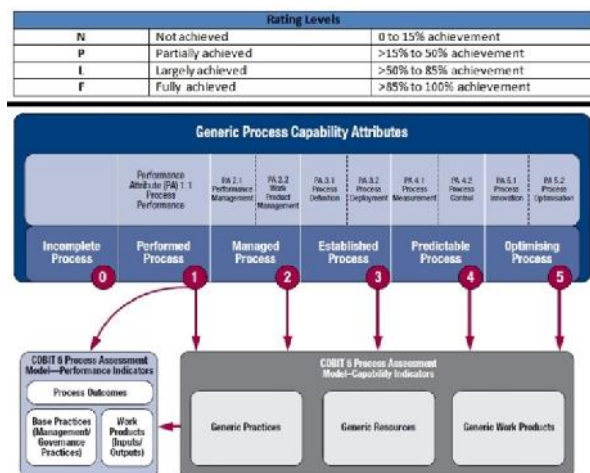 Rating Levels
N Not achieved 0 to 15% achievement
P Partially achieved >15% to 50% achievement
L Largely achieved >50% to 85% achievement
F Fully achieved >85% to 100% achievement
Generic Process Capability Attributes
Performance
Attribute (PA) 1.1
Process
Performance
PA 2.1
Performance
Management
PA 2.2
Work
Product
Management
PA 3.1
Process
Definition
PA 3.2
Process
Deployment
PA 4.1
Process
Measurement
PA 4.2
Process
Control
PA 5.1
Process
Innovation
PA 5.2
Process
Optimisation
Incomplete
Process
0
Performed
Process
1
Managed
Process
2
Established
Process
3
Predictable
Process
4
Optimising
Process
5
COBIT 5 Process Assessment
Model—Performance Indicators
Process Outcomes
Base Practices
(Management/
Governance
Practices)
Work
Products
(Inputs/
Outputs)
COBIT 5 Process Assessment
Model–Capability Indicators
Generic Practices
Generic Resources
Generic Work Products